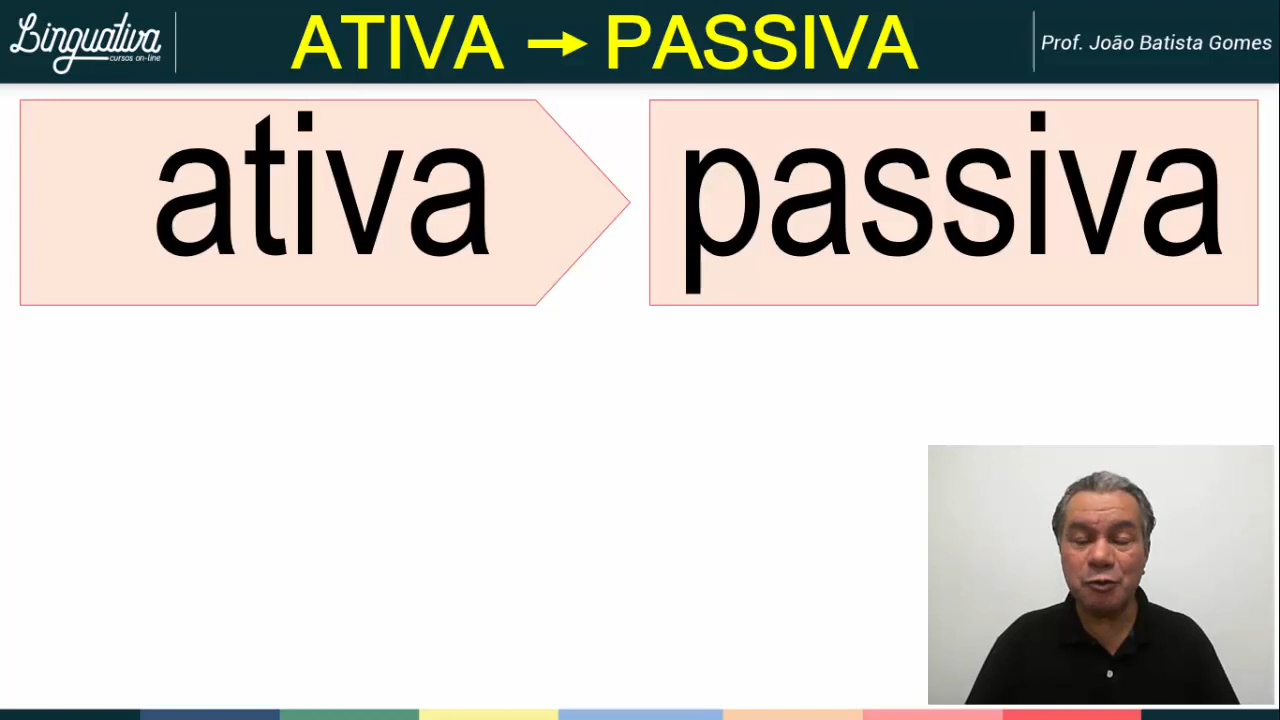 Linguativa
cursos on-line
ATIVA → PASSIVA
Prof. João Batista Gomes
ativa
passiva